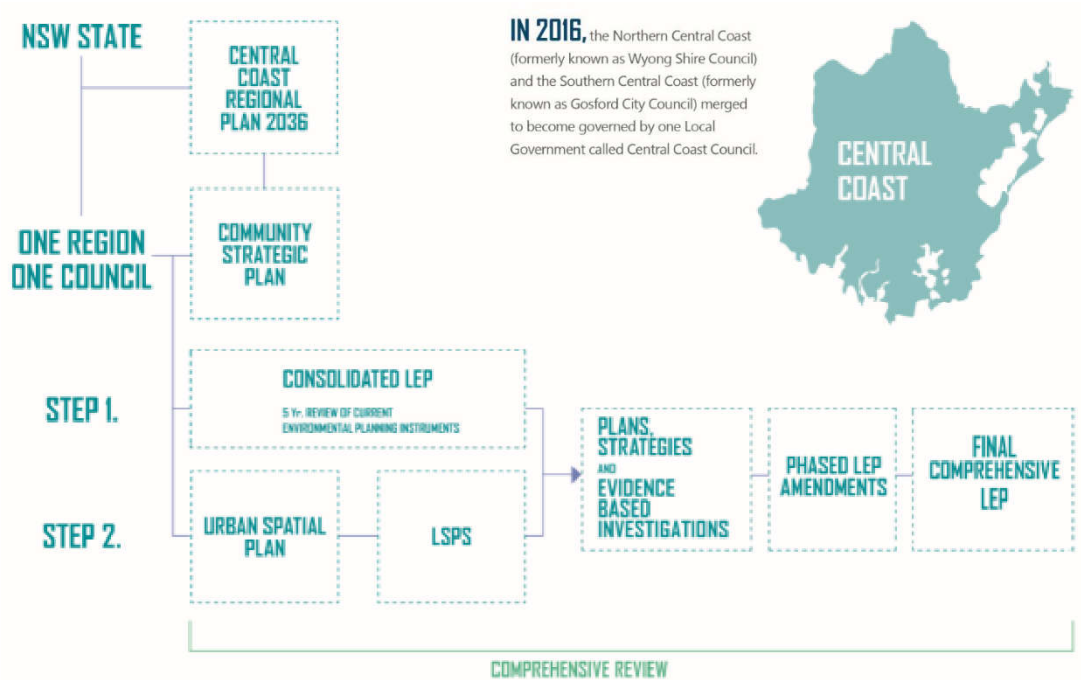 NSW STATE
CENTRAL
COAST
REGIONAL
PLAN 2036
IN 2016, the Northern Central Coast
(formerly known as Wyong Shire Council)
and the Southern Central Coast (formerly
known as Gosford City Council) merged
to become governed by one Local
Government called Central Coast Council.
CENTRAL
COAST
ONE REGION
ONE COUNCIL
COMMUNITY
STRATEGIC
PLAN
STEP 1.
CONSOLIDATED LEP
5 Yr. REVIEW OF CURRENT
ENVIRONMENTAL PLANNING INSTRUMENTS
STEP 2.
URBAN SPATIAL
PLAN
LSPS
PLANS,
STRATEGIES
AND
EVIDENCE
BASED
INVESTIGATIONS
PHASED LEP
AMENDMENTS
FINAL
COMPREHENSIVE
LEP
COMPREHENSIVE REVIEW